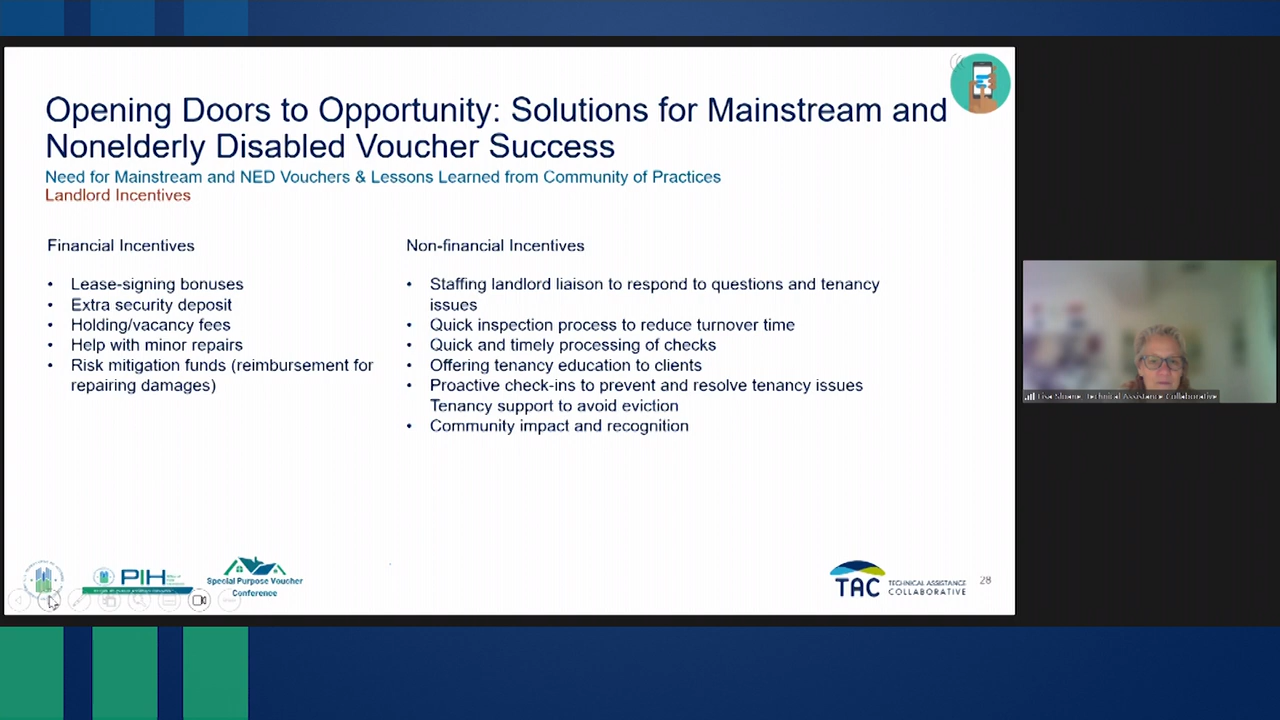 Opening Doors to Opportunity: Solutions for Mainstream and
Nonelderly Disabled Voucher Success
Need for Mainstream and NED Vouchers & Lessons Learned from Community of Practices
Landlord Incentives
Financial Incentives
• Lease-signing bonuses
• Extra security deposit
• Holding/vacancy fees
• Help with minor repairs
• Risk mitigation funds (reimbursement for
repairing damages)
Non-financial Incentives
• Staffing landlord liaison to respond to questions and tenancy
issues
• Quick inspection process to reduce turnover time
• Quick and timely processing of checks
• Offering tenancy education to clients
• Proactive check-ins to prevent and resolve tenancy issues
Tenancy support to avoid eviction
• Community impact and recognition
Lisa Sloane, Technical Assistance Collaborative
PIH
Special Purpose Voucher
Conference
TAC
TECHNICAL ASSISTANCE
COLLABORATIVE
28